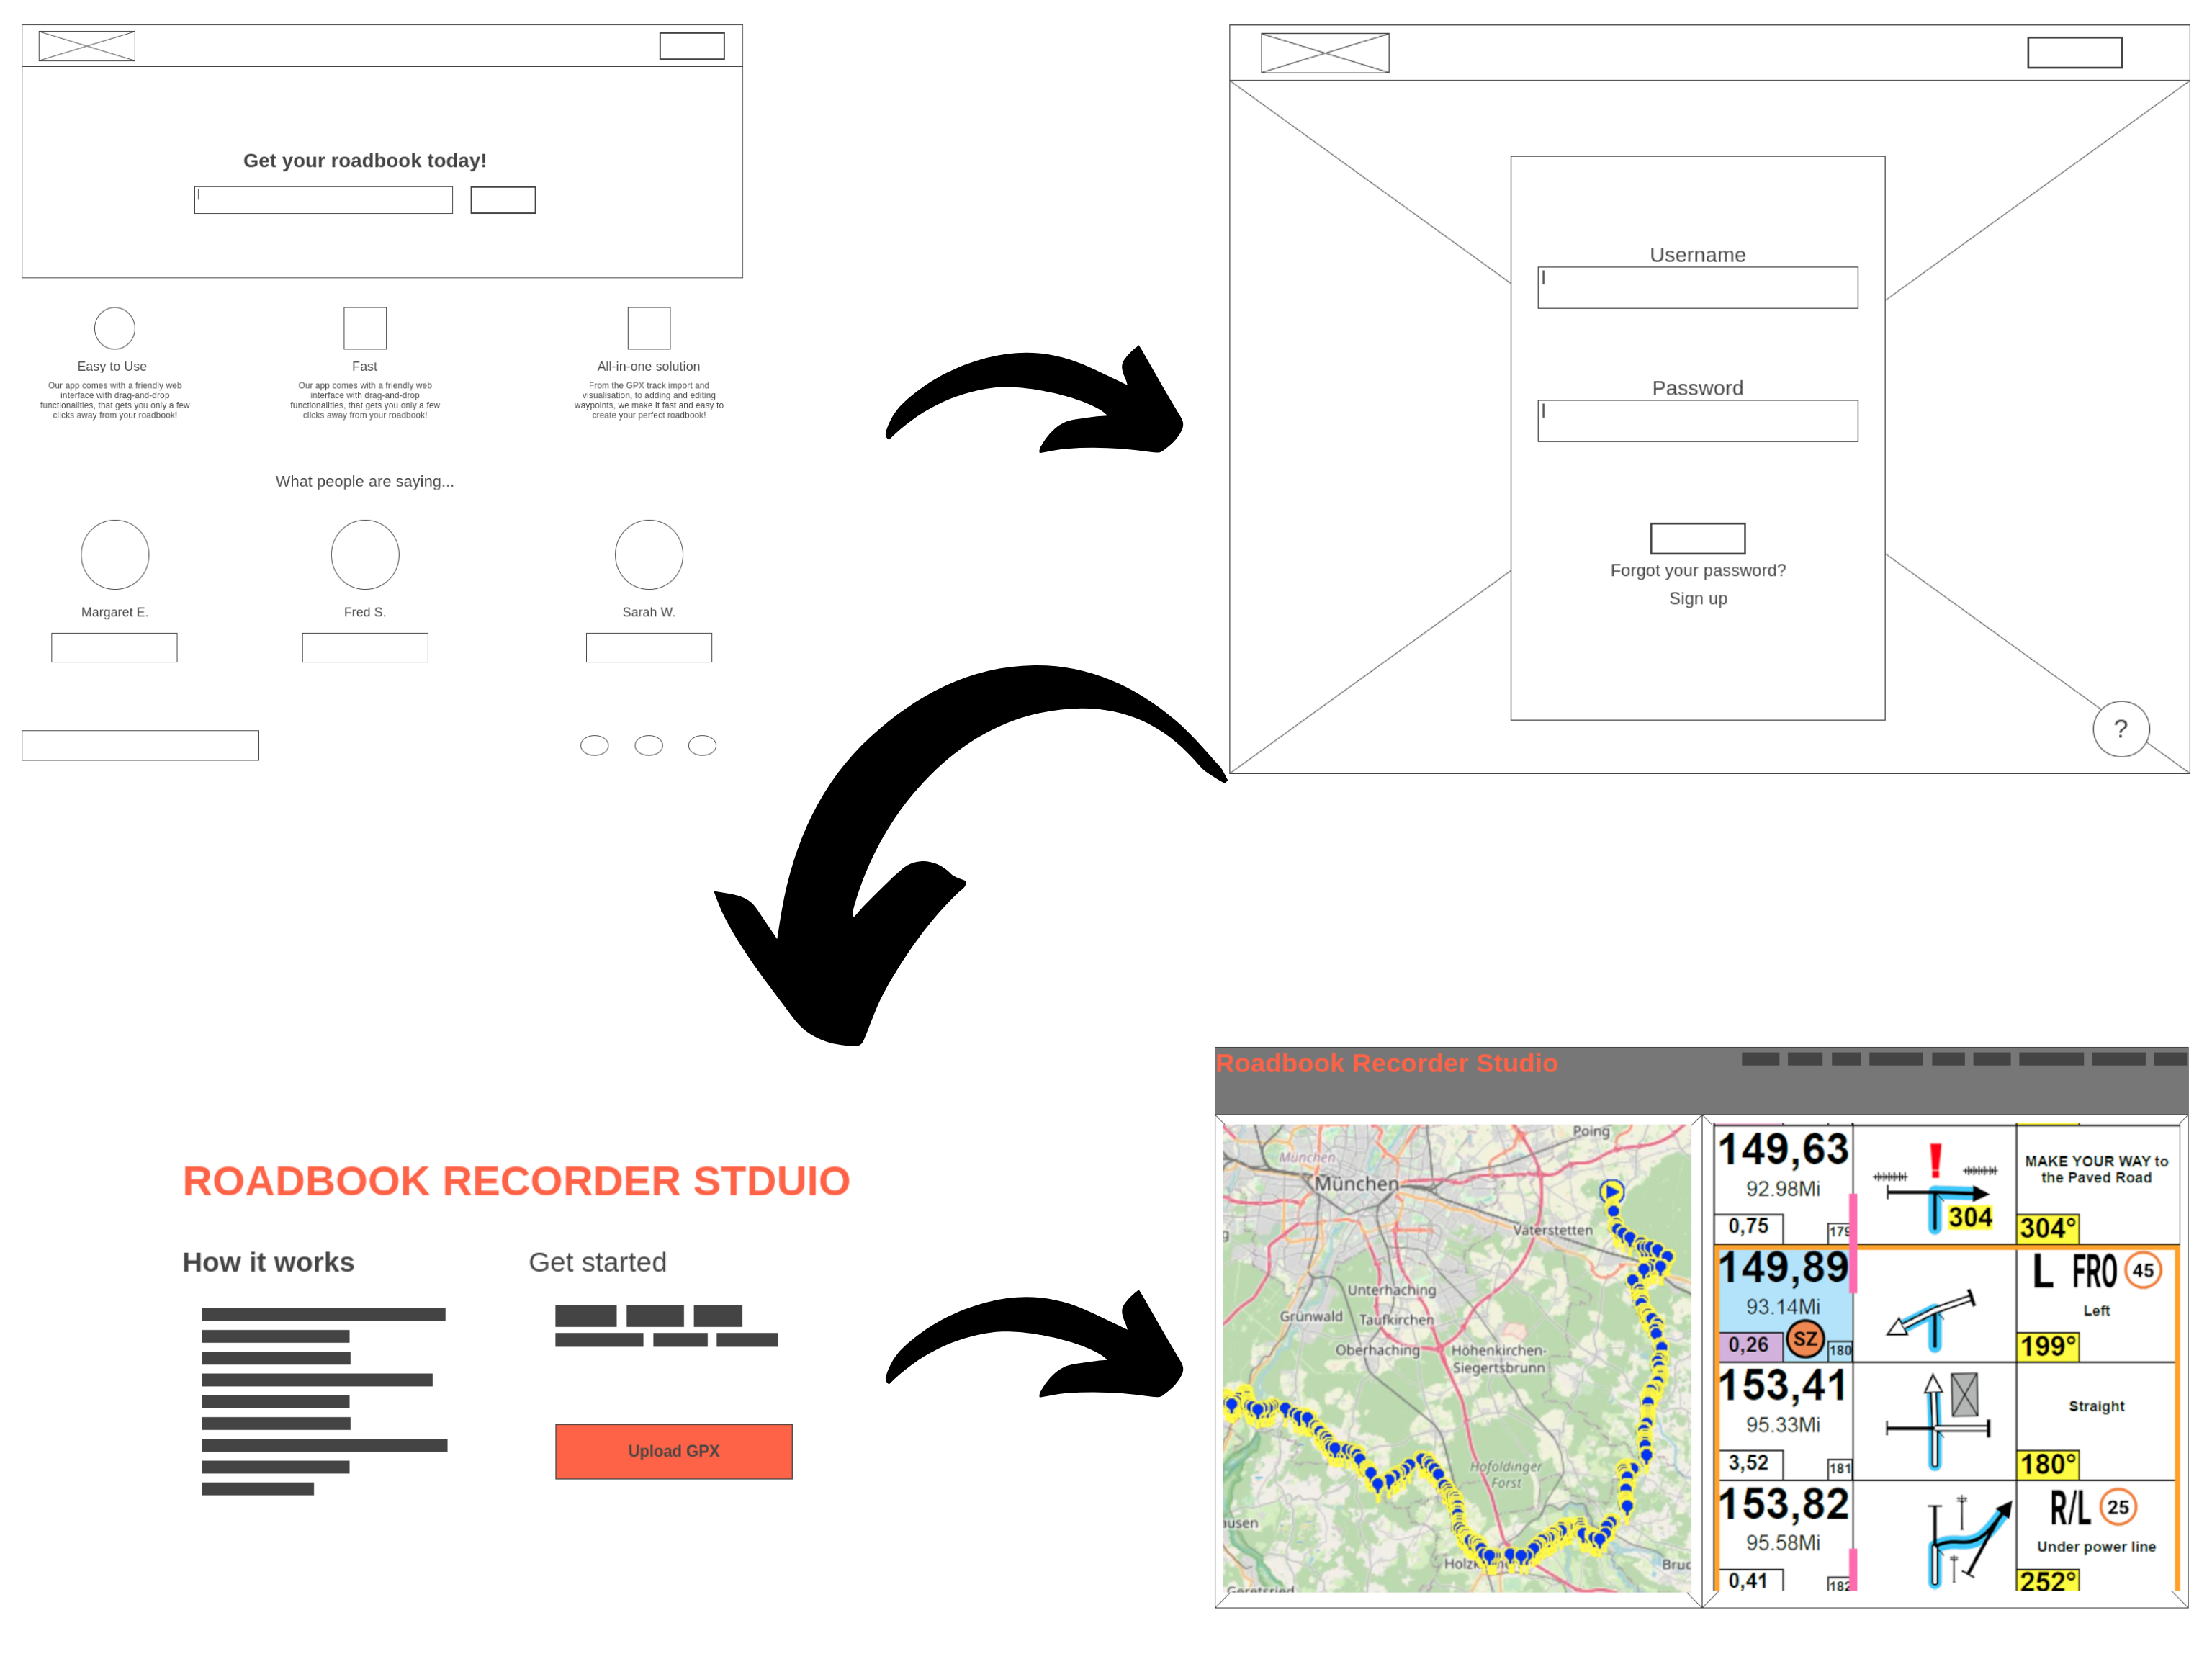 Get your roadbook today!
Easy to Use
Our app comes with a friendly web
interface with drag-and-drop
functionalities, that gets you only a few
clicks away from your roadbook!
Fast
Our app comes with a friendly web
interface with drag-and-drop
functionalities, that gets you only a few
clicks away from your roadbook!
All-in-one solution
From the GPX track import and
visualisation, to adding and editing
waypoints, we make it fast and easy to
create your perfect roadbook!
What people are saying...
Margaret E.
Fred S.
Sarah W.
Username
Password
Forgot your password?
Sign up
?
ROADBOOK RECORDER STDUIO
How it works
Get started
Upload GPX
Roadbook Recorder Studio
Poing
München
München
Vaterstetten
Unterhaching
Grünwald
Taufkirchen
Oberhaching
Höhenkirchen-
Siegertsbrunn
Hofoldinger
Forst
149,63
92.98Mi
0,75
179
304
MAKE YOUR WAY to
the Paved Road
304°
149,89
93.14Mi
0,26
SZ
180
L FRO 45
Left
199°
153,41
95.33Mi
3,52
181
Straight
180°
153,82
95.58Mi
0,41
182
R/L 25
Under power line
252°